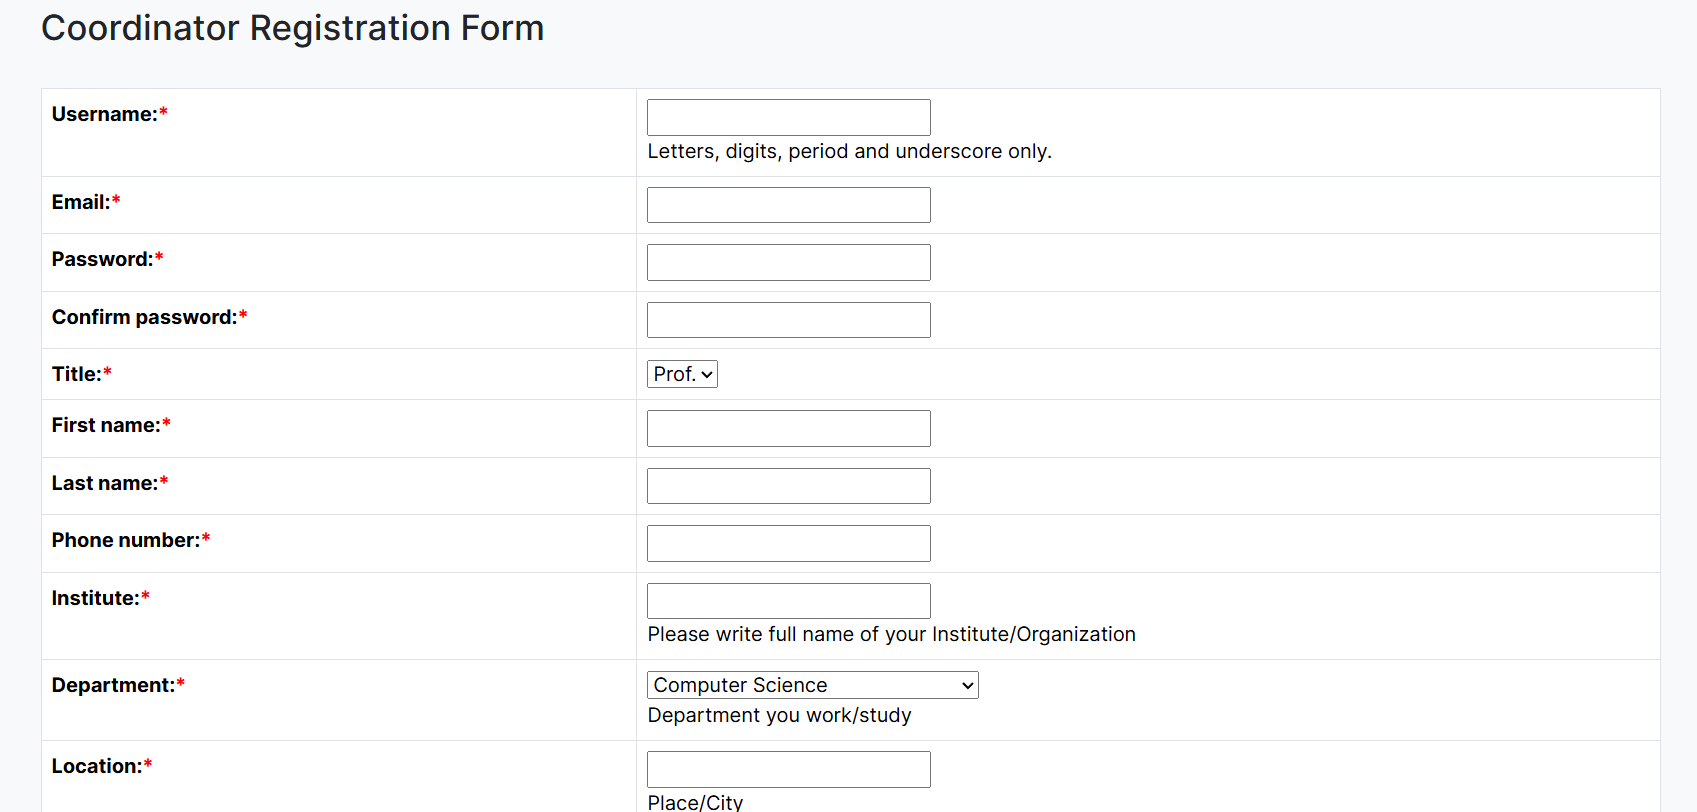 Coordinator Registration Form
Username:*
Letters, digits, period and underscore only.
Email:*
Password:*
Confirm password:*
Title:* Prof.
First name:*
Last name:*
Phone number:*
Institute:*
Please write full name of your Institute/Organization
Department:* Computer Science
Department you work/study
Location:*
Place/City